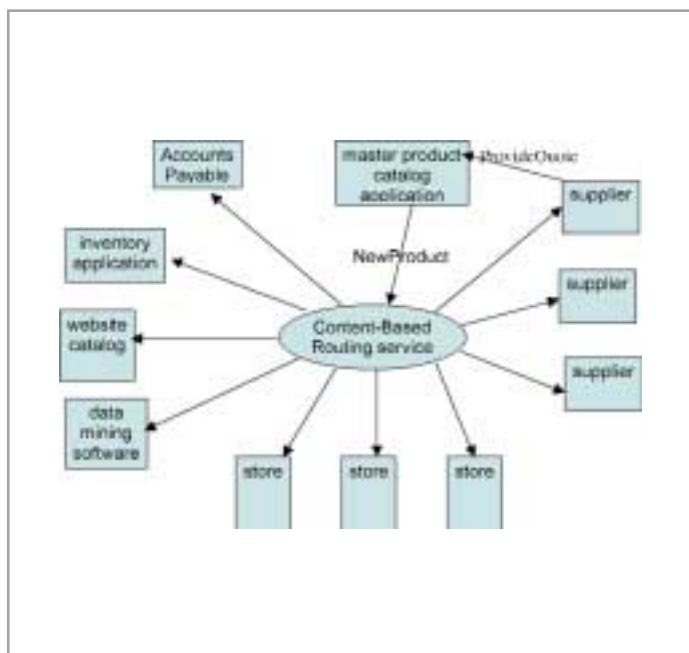 Accounts
Payable
master product
catalog
application
ProvideQuote
supplier
inventory
application
NewProduct
supplier
website
catalog
Content-Based
Routing service
supplier
data
mining
software
store
store
store